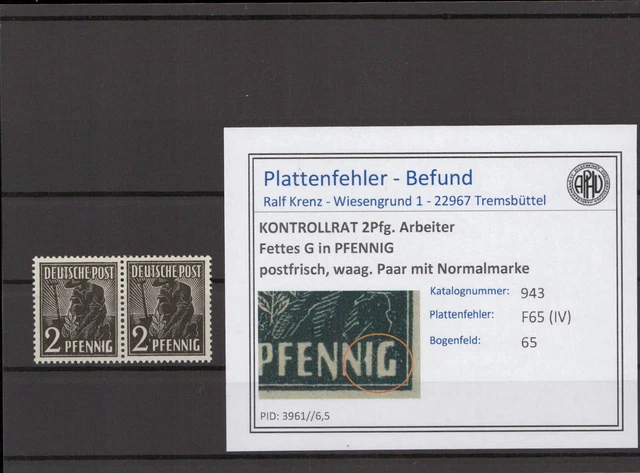 DEUTSCHE POST
2 PFENNIG
DEUTSCHE POST
2 PFENNIG
Plattenfehler - Befund
Ralf Krenz - Wiesengrund 1 - 22967 Tremsbüttel
KONTROLLRAT 2Pfg. Arbeiter
Fettes G in PFENNIG
postfrisch, waag. Paar mit Normalmarke
Katalognummer: 943
Plattenfehler: F65 (IV)
Bogenfeld: 65
PFENNIG
PID: 3961//6,5